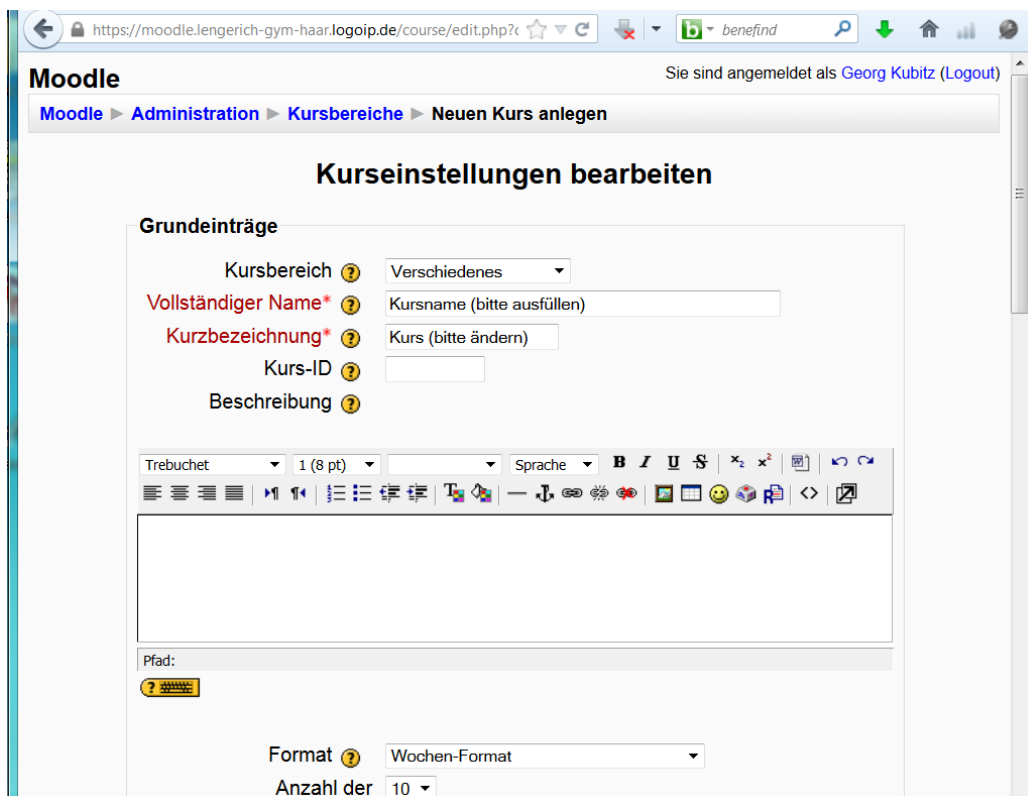 https://moodle.lengerich-gym-haar.logoip.de/course/edit.php?c
benefind
Moodle
Sie sind angemeldet als Georg Kubitz (Logout)
Moodle ► Administration ► Kursbereiche ► Neuen Kurs anlegen
Kurseinstellungen bearbeiten
Grundeinträge
Kursbereich ? Verschiedenes
Vollständiger Name* ? Kursname (bitte ausfüllen)
Kurzbezeichnung* ? Kurs (bitte ändern)
Kurs-ID ?
Beschreibung ?
Trebuchet 1 (8 pt) Sprache B I U S x₂ x²
Pfad:
?
Format ? Wochen-Format
Anzahl der 10